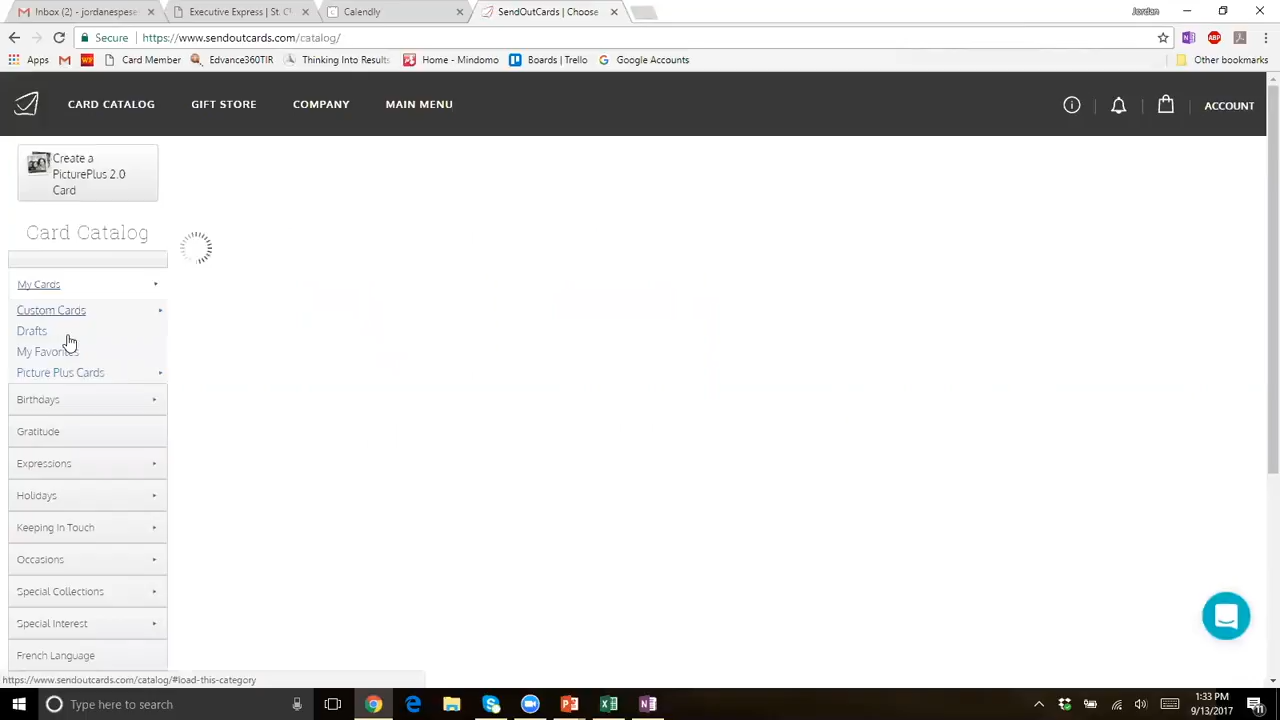 Inbox (2) - jordanespese
Executive Express | St. Cl
Calendly
SendOutCards | Choose
Jordan
Secure
https://www.sendoutcards.com/catalog/
Apps
Card Member
Edvance360TIR
Thinking Into Results
Home - Mindomo
Boards | Trello
Google Accounts
Other bookmarks
CARD CATALOG
GIFT STORE
COMPANY
MAIN MENU
ACCOUNT
Create a
PicturePlus 2.0
Card
Card Catalog
My Cards
Custom Cards
Drafts
My Favorites
Picture Plus Cards
Birthdays
Gratitude
Expressions
Holidays
Keeping In Touch
Occasions
Special Collections
Special Interest
French Language
https://www.sendoutcards.com/catalog/#load-this-category
Type here to search
1:33 PM
9/13/2017